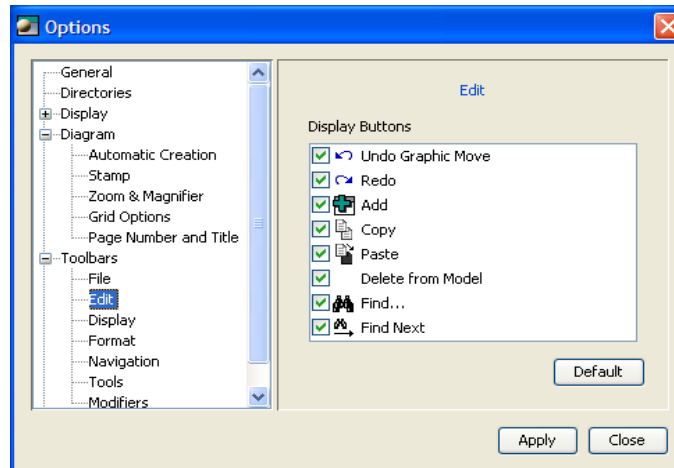 Options
General
Directories
Display
Diagram
Automatic Creation
Stamp
Zoom & Magnifier
Grid Options
Page Number and Title
Toolbars
File
Edit
Display
Format
Navigation
Tools
Modifiers
Edit
Display Buttons
Undo Graphic Move
Redo
Add
Copy
Paste
Delete from Model
Find...
Find Next
Default
Apply
Close